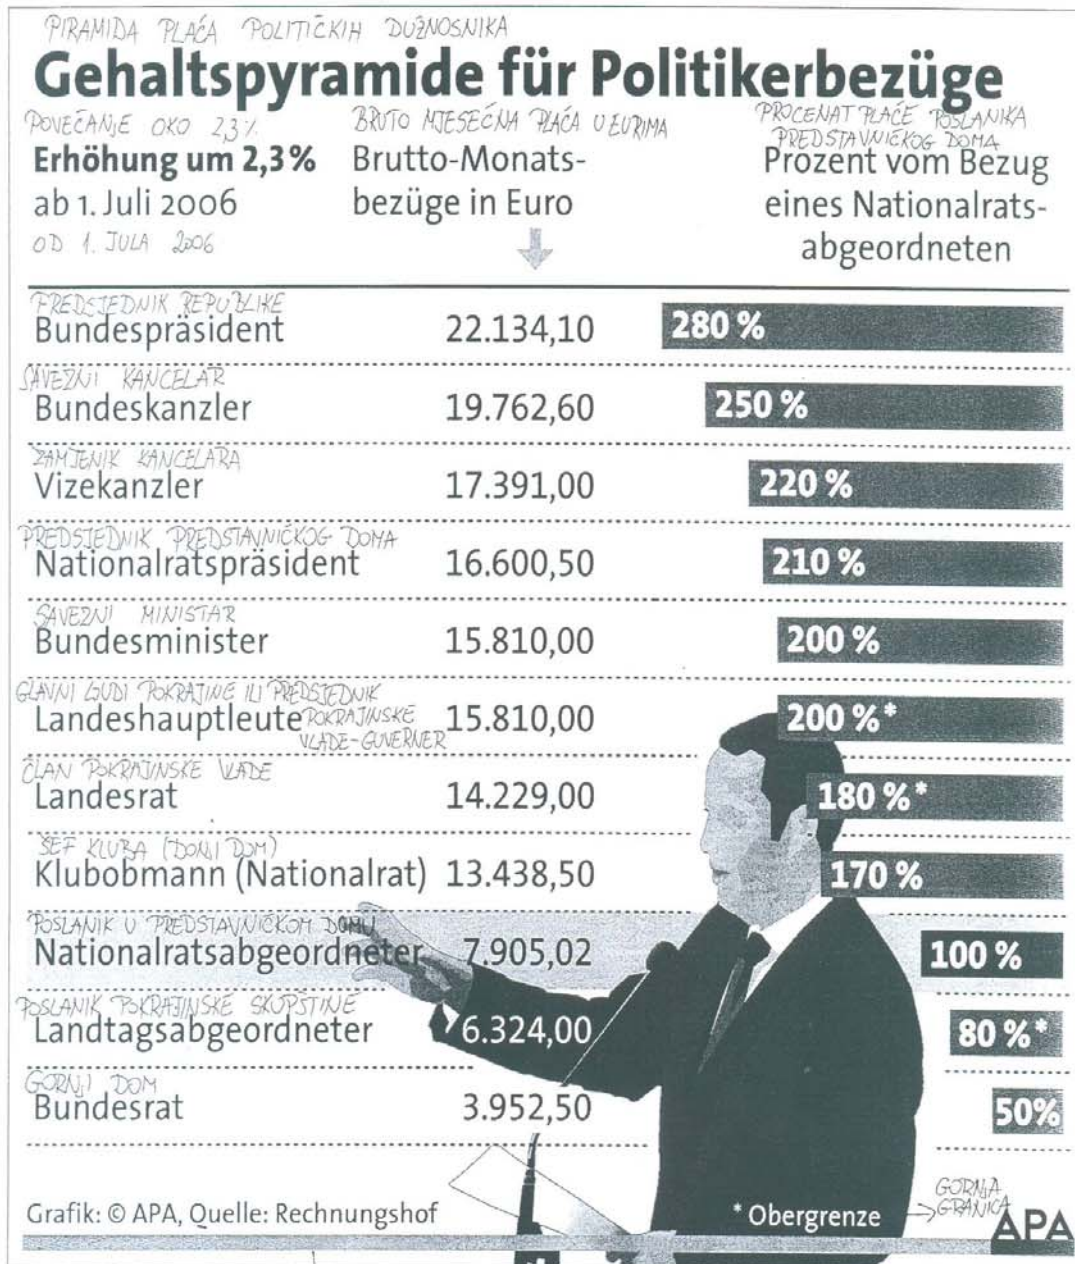 PIRAMIDA PLAĆA POLITIČKIH DUŽNOSNIKA
Gehaltspyramide für Politikerbezüge
POVEĆANJE OKO 2,3%
Erhöhung um 2,3%
ab 1. Juli 2006
OD 1. JULA 2006
BRUTO MJESEČNA PLAĆA U EURIMA
Brutto-Monats-
bezüge in Euro
PROCENAT PLAĆE POSLANIKA
PREDSTAVNIČKOG DOMA
Prozent vom Bezug
eines Nationalrats-
abgeordneten
PREDSJEDNIK REPUBLIKE
Bundespräsident 22.134,10 280 %
SAVEZNI KANCELAR
Bundeskanzler 19.762,60 250 %
ZAMJENIK KANCELARA
Vizekanzler 17.391,00 220 %
PREDSJEDNIK PREDSTAVNIČKOG DOMA
Nationalratspräsident 16.600,50 210 %
SAVEZNI MINISTAR
Bundesminister 15.810,00 200 %
GLAVNI LJUDI POKRAJINE ILI PREDSJEDNIK
POKRAJINSKE
VLADE-GUVERNER
Landeshauptleute 15.810,00 200 %*
ČLAN POKRAJINSKE VLADE
Landesrat 14.229,00 180 %*
ŠEF KLUBA (DONJI DOM)
Klubobmann (Nationalrat) 13.438,50 170 %
POSLANIK U PREDSTAVNIČKOM DOMU
Nationalratsabgeordneter 7.905,02 100 %
POSLANIK POKRAJINSKE SKUPŠTINE
Landtagsabgeordneter 6.324,00 80 %*
GORNJI DOM
Bundesrat 3.952,50 50%
Grafik: © APA, Quelle: Rechnungshof
* Obergrenze
GORNJA
GRANICA
APA